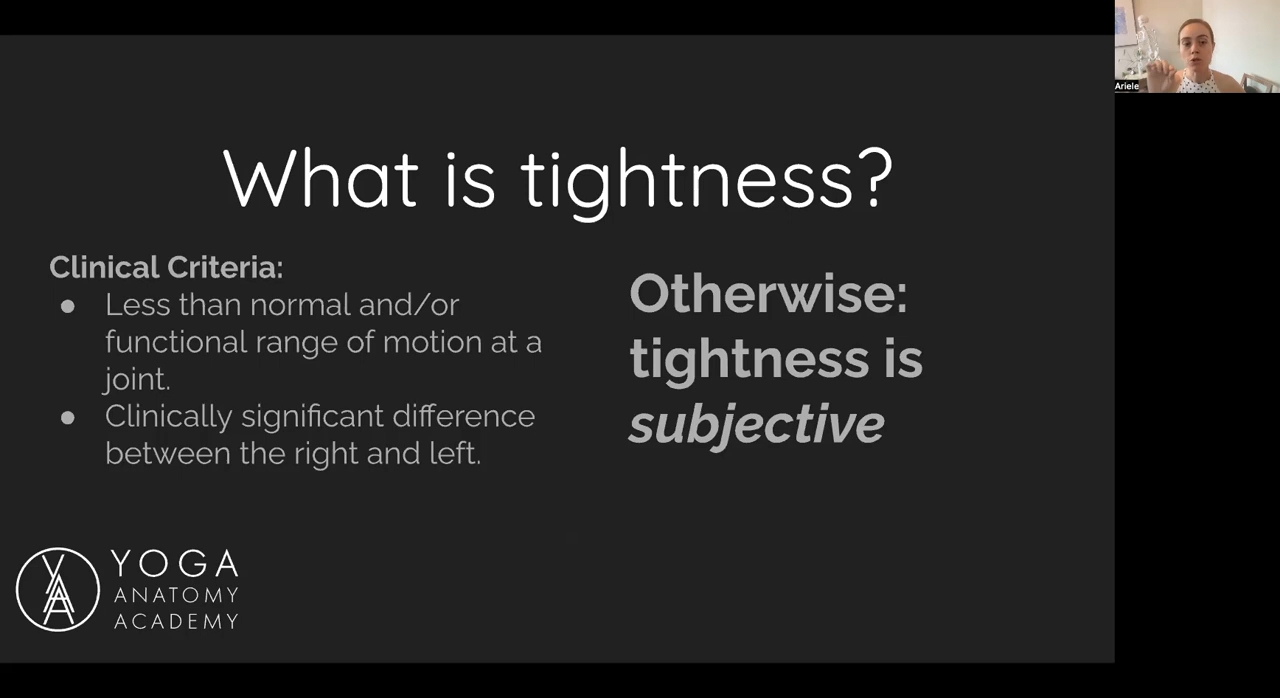 What is tightness?
Clinical Criteria:
● Less than normal and/or
functional range of motion at a
joint.
● Clinically significant difference
between the right and left.
Otherwise:
tightness is
subjective
YOGA
ANATOMY
ACADEMY
Ariele